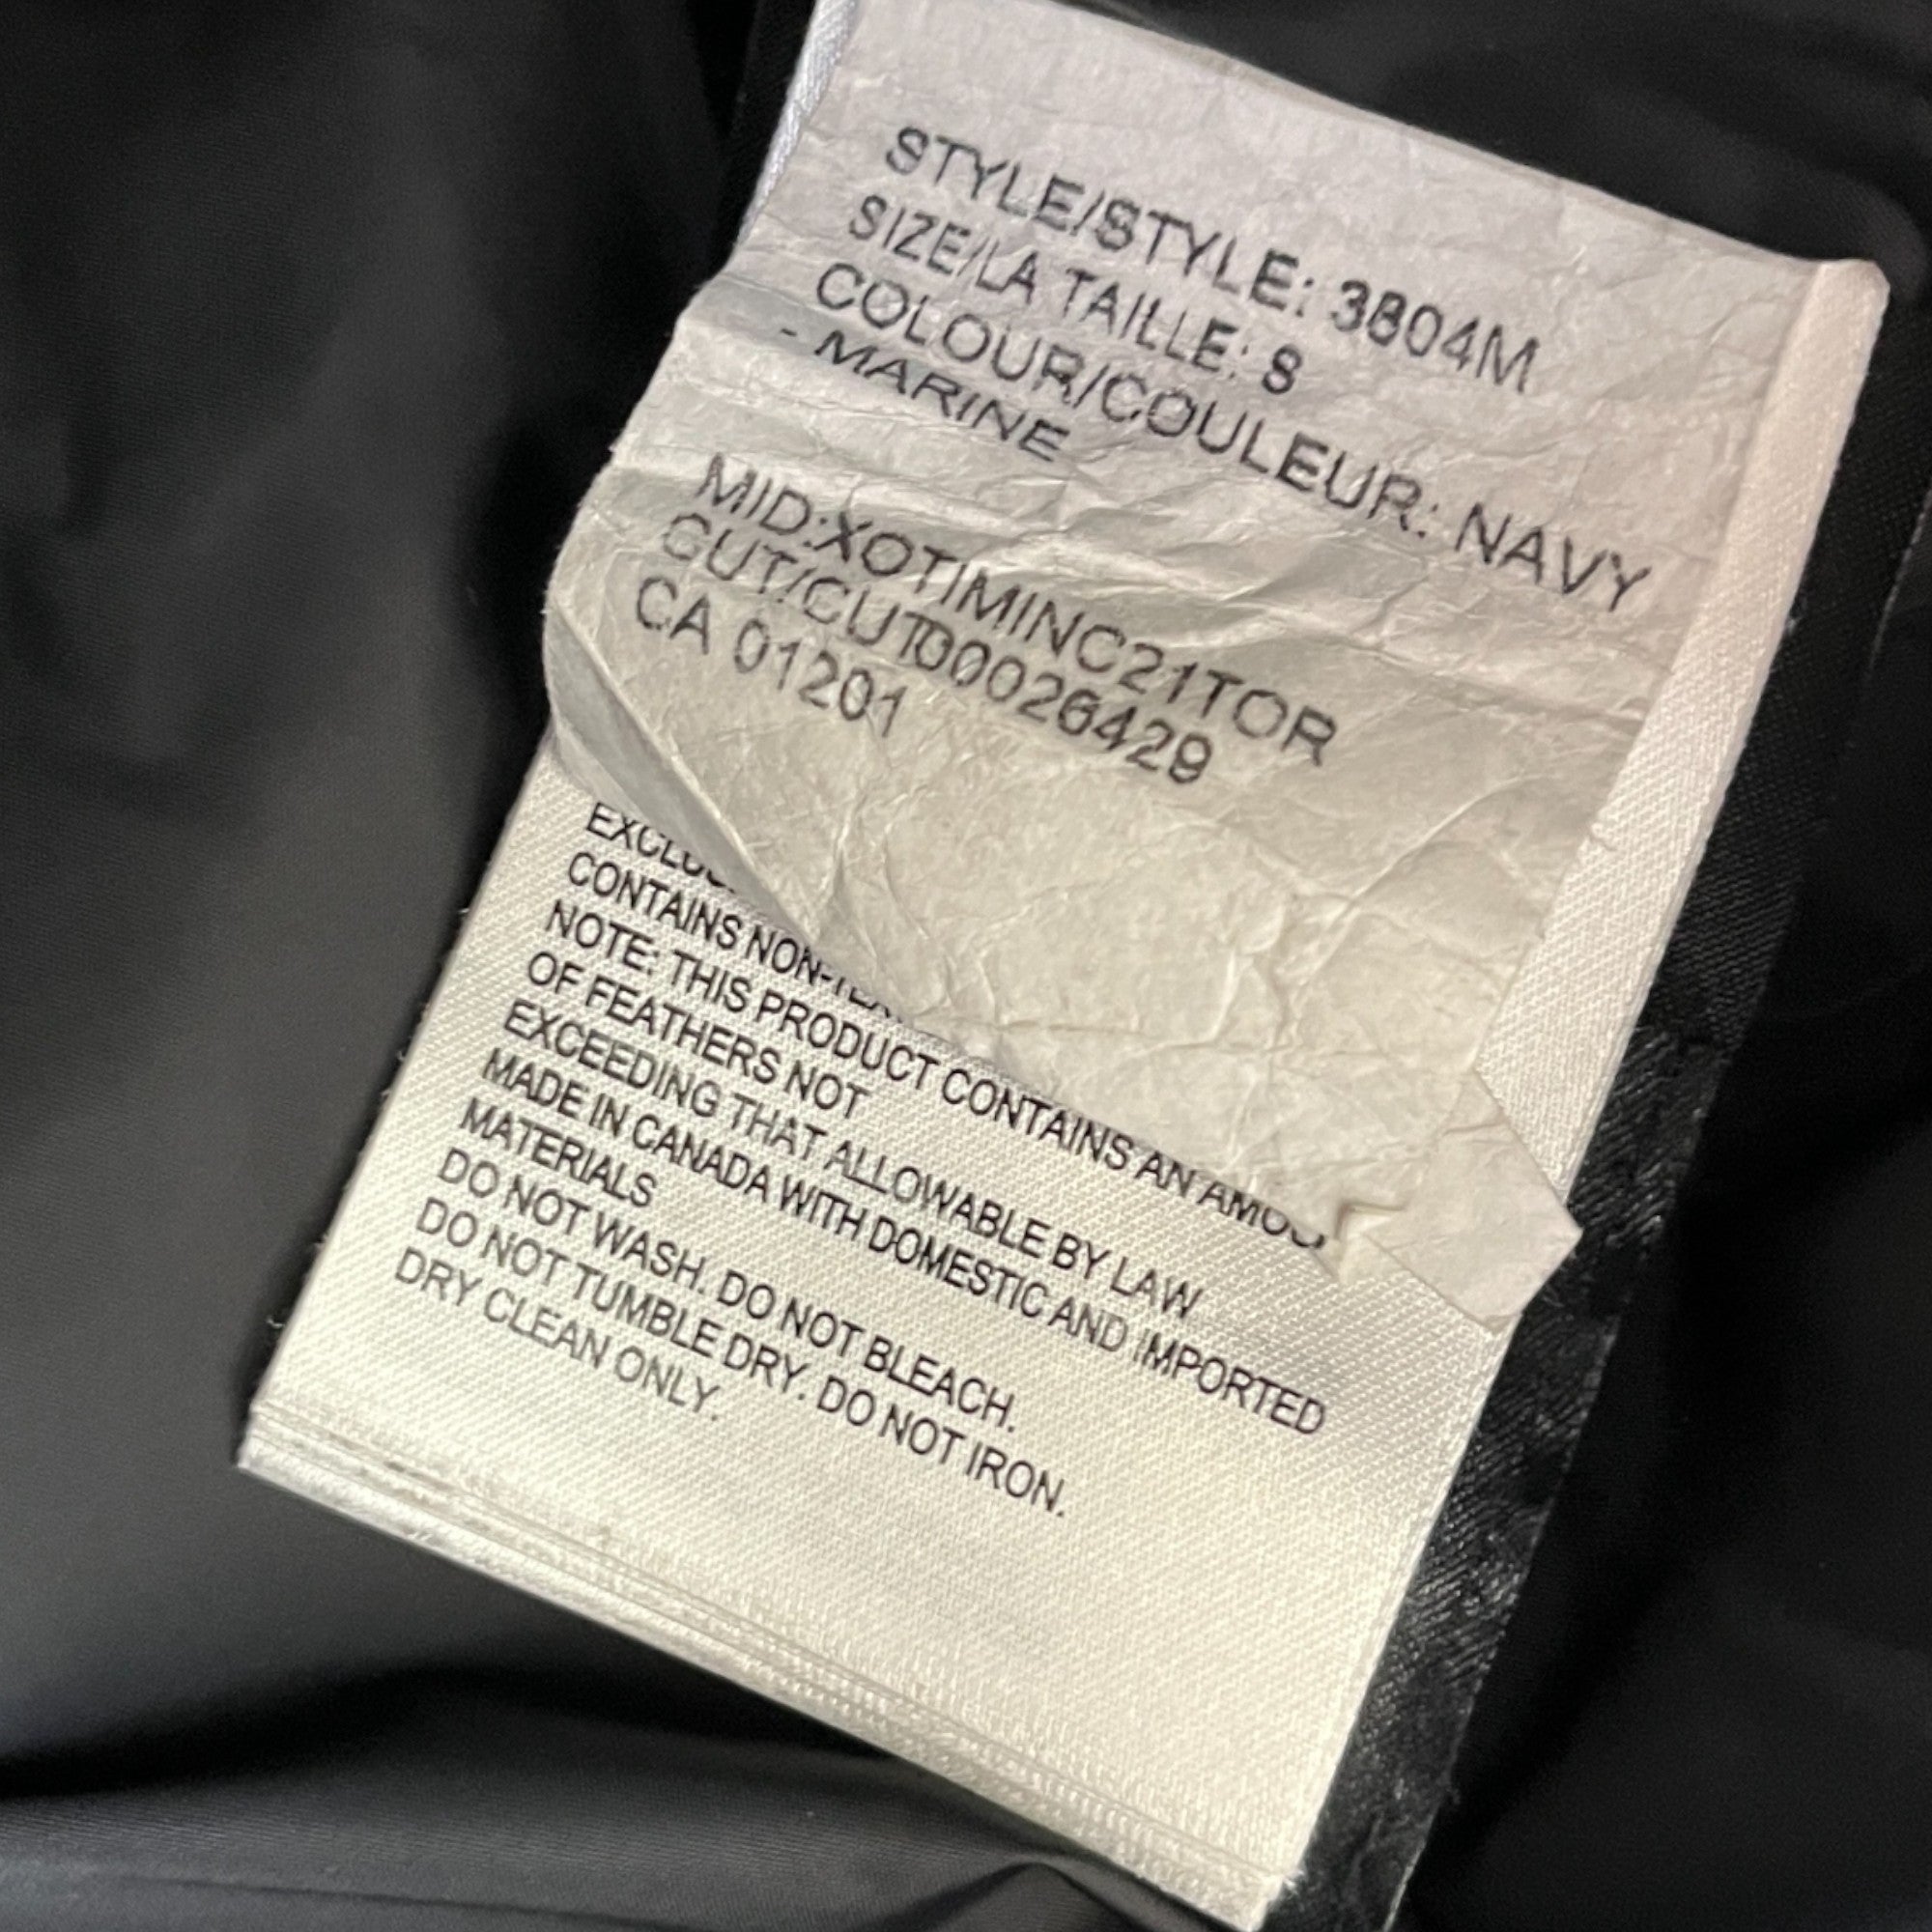 STYLE/STYLE: 3804M
SIZE/LA TAILLE: S
COLOUR/COULEUR: NAVY
- MARINE
MID:XOTIMINC21TOR
CUT/CUT00026429
CA 01201
CONTAINS
NOTE: THIS PRODUCT CONTAINS AN
OF FEATHERS NOT
EXCEEDING THAT ALLOWABLE BY LAW
MADE IN CANADA WITH DOMESTIC AND IMPORTED
MATERIALS
DO NOT WASH. DO NOT BLEACH.
DO NOT TUMBLE DRY. DO NOT IRON.
DRY CLEAN ONLY.